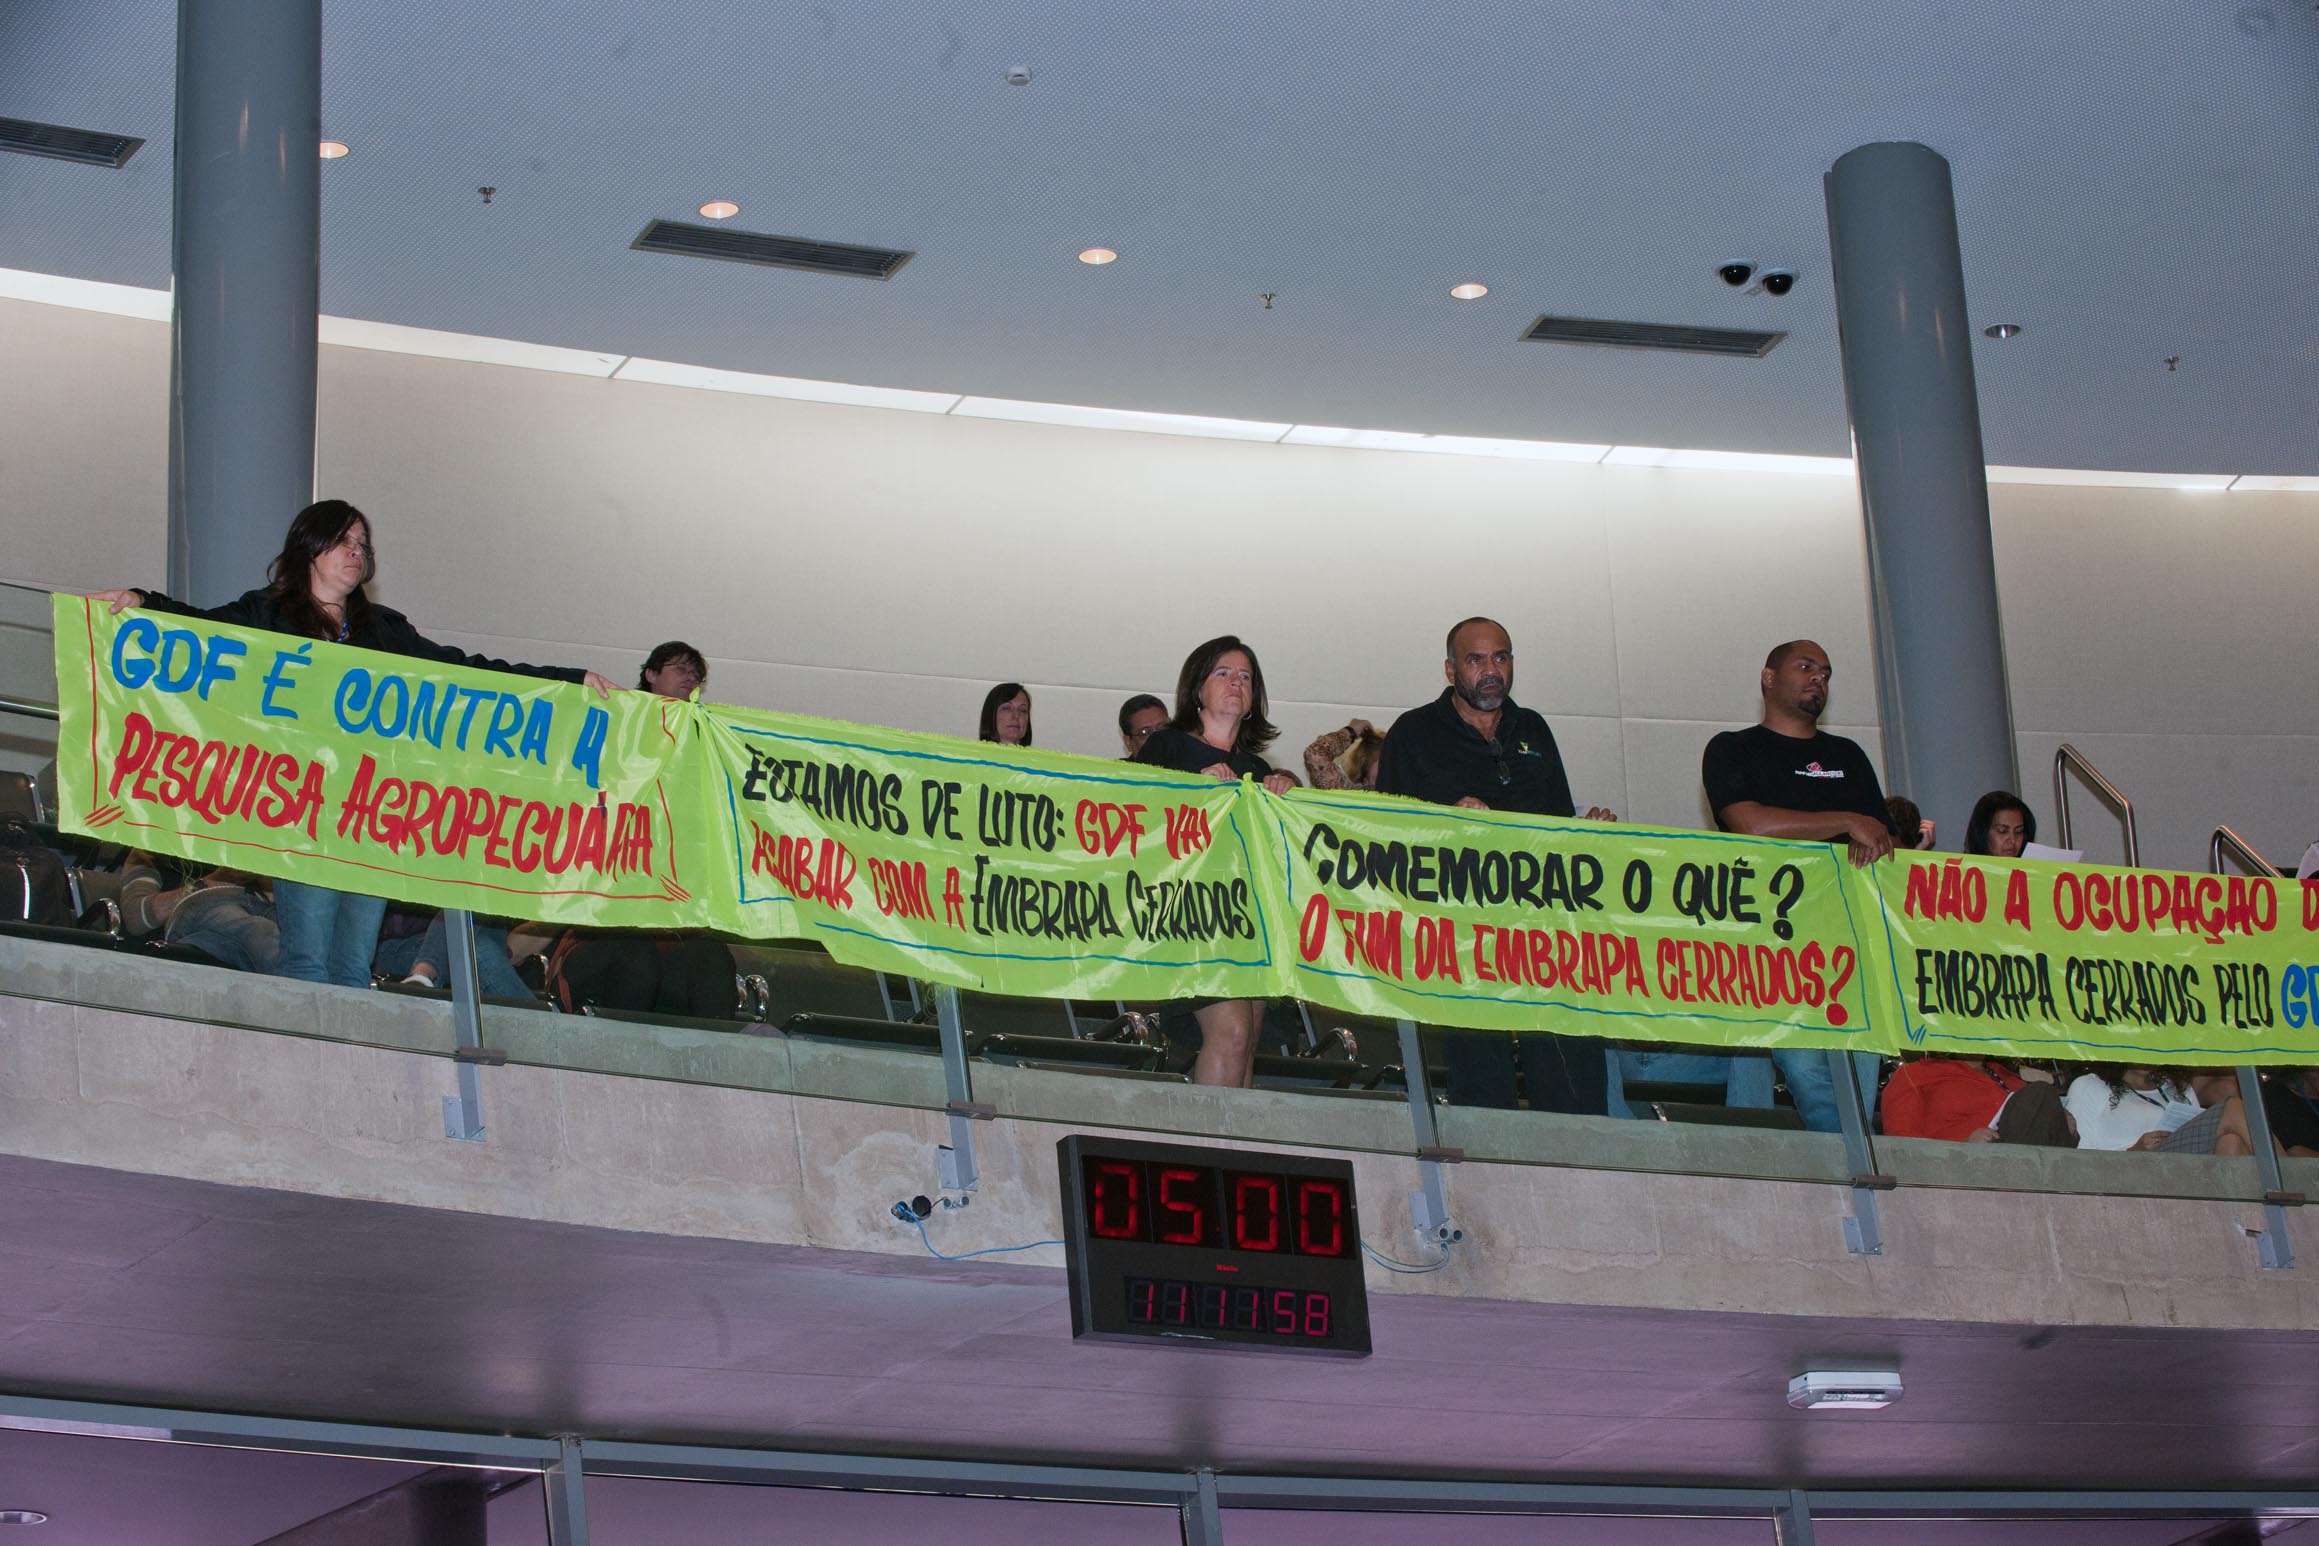 GDF É CONTRA A
PESQUISA AGROPECUÁRIA
ESTAMOS DE LUTO: GDF VAI
ACABAR COM A EMBRAPA CERRADOS
COMEMORAR O QUÊ?
O FIM DA EMBRAPA CERRADOS?
NÃO A OCUPAÇÃO D
EMBRAPA CERRADOS PELO GD
05:00
11 11 58